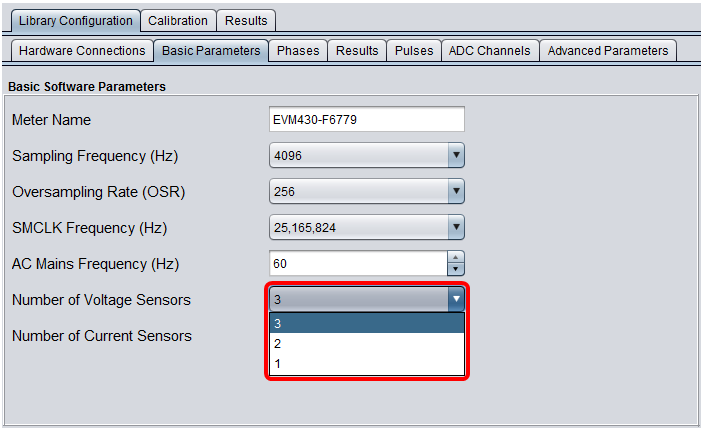 Library Configuration Calibration Results
Hardware Connections Basic Parameters Phases Results Pulses ADC Channels Advanced Parameters
Basic Software Parameters
Meter Name EVM430-F6779
Sampling Frequency (Hz) 4096
Oversampling Rate (OSR) 256
SMCLK Frequency (Hz) 25,165,824
AC Mains Frequency (Hz) 60
Number of Voltage Sensors 3
3
Number of Current Sensors 2
1